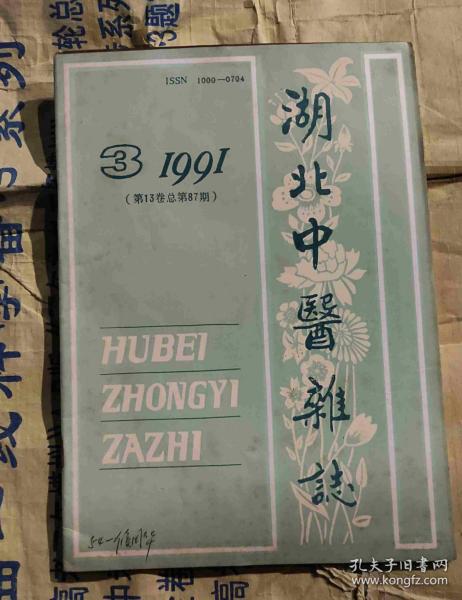 ISSN 1000-0704
3 1991
(第13卷总第87期)
湖北中醫雜誌
HUBEI
ZHONGYI
ZAZHI
孔夫子旧书网
www.kongfz.com